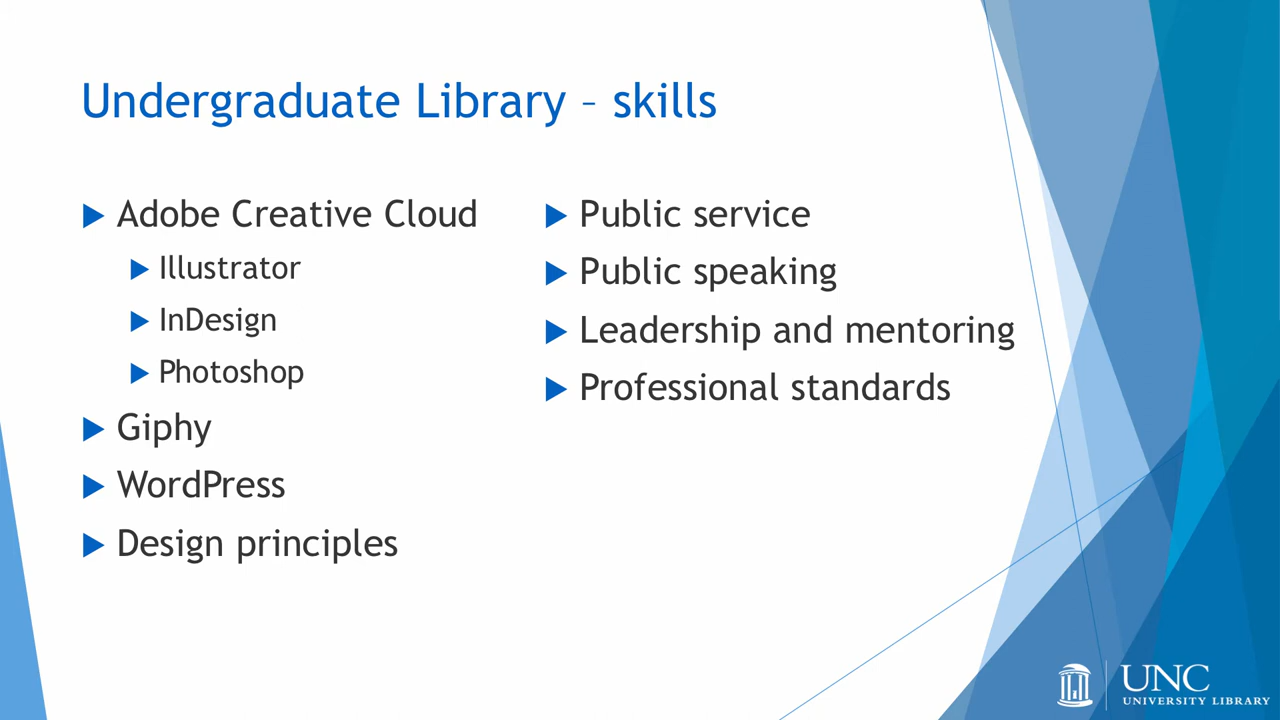 Undergraduate Library – skills
Adobe Creative Cloud
Illustrator
InDesign
Photoshop
Giphy
WordPress
Design principles
Public service
Public speaking
Leadership and mentoring
Professional standards
UNC
UNIVERSITY LIBRARY